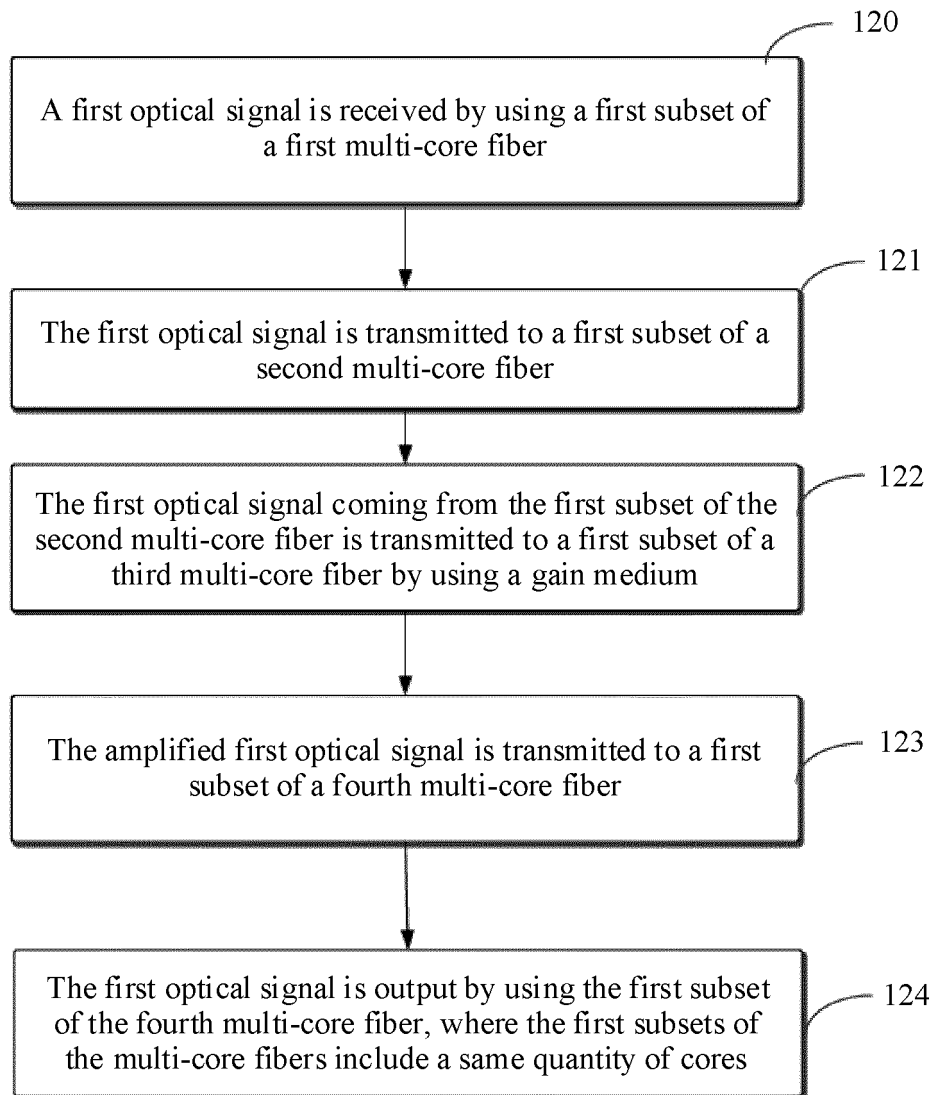 120
A first optical signal is received by using a first subset of
a first multi-core fiber
121
The first optical signal is transmitted to a first subset of a
second multi-core fiber
122
The first optical signal coming from the first subset of the
second multi-core fiber is transmitted to a first subset of a
third multi-core fiber by using a gain medium
123
The amplified first optical signal is transmitted to a first
subset of a fourth multi-core fiber
124
The first optical signal is output by using the first subset
of the fourth multi-core fiber, where the first subsets of
the multi-core fibers include a same quantity of cores